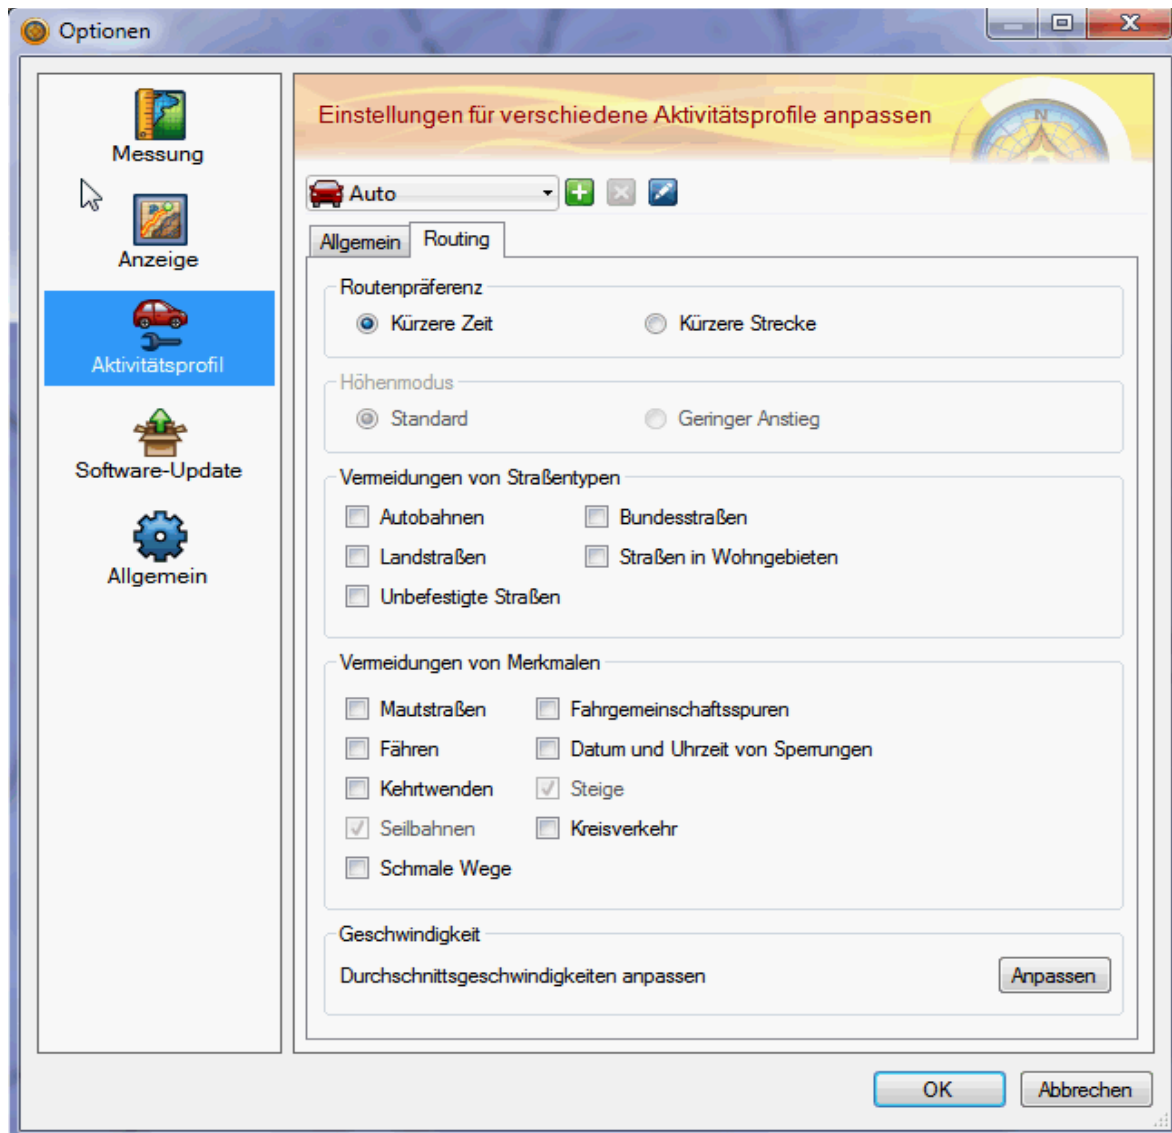 Optionen
Messung
Anzeige
Aktivitätsprofil
Software-Update
Allgemein
Einstellungen für verschiedene Aktivitätsprofile anpassen
N
Auto
Allgemein Routing
Routenpräferenz
Kürzere Zeit Kürzere Strecke
Höhenmodus
Standard Geringer Anstieg
Vermeidungen von Straßentypen
Autobahnen Bundesstraßen
Landstraßen Straßen in Wohngebieten
Unbefestigte Straßen
Vermeidungen von Merkmalen
Mautstraßen Fahrgemeinschaftsspuren
Fähren Datum und Uhrzeit von Sperrungen
Kehrtwenden Steige
Seilbahnen Kreisverkehr
Schmale Wege
Geschwindigkeit
Durchschnittsgeschwindigkeiten anpassen Anpassen
OK Abbrechen